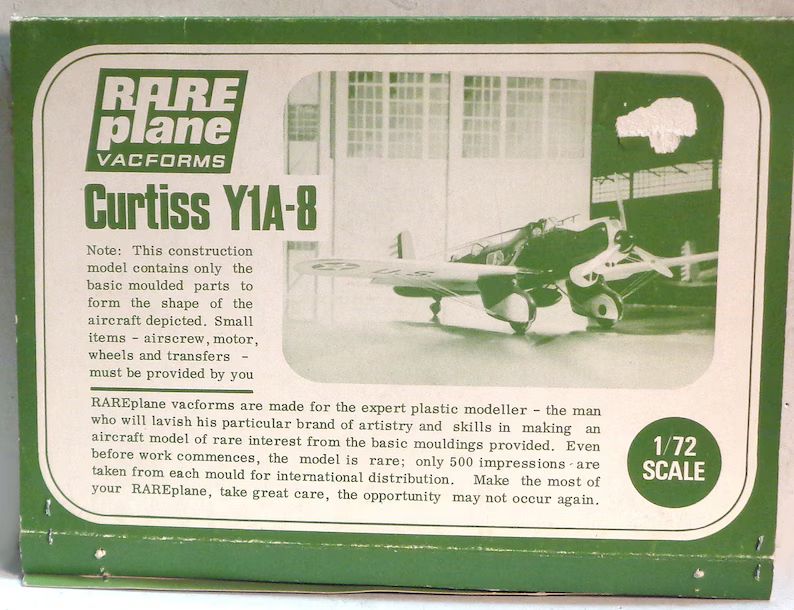 RARE
plane
VACFORMS
Curtiss Y1A-8
Note: This construction
model contains only the
basic moulded parts to
form the shape of the
aircraft depicted. Small
items - airscrew, motor,
wheels and transfers -
must be provided by you
U.S.
RAREplane vacforms are made for the expert plastic modeller - the man
who will lavish his particular brand of artistry and skills in making an
aircraft model of rare interest from the basic mouldings provided. Even
before work commences, the model is rare; only 500 impressions are
taken from each mould for international distribution. Make the most of
your RAREplane, take great care, the opportunity may not occur again.
1/72
SCALE